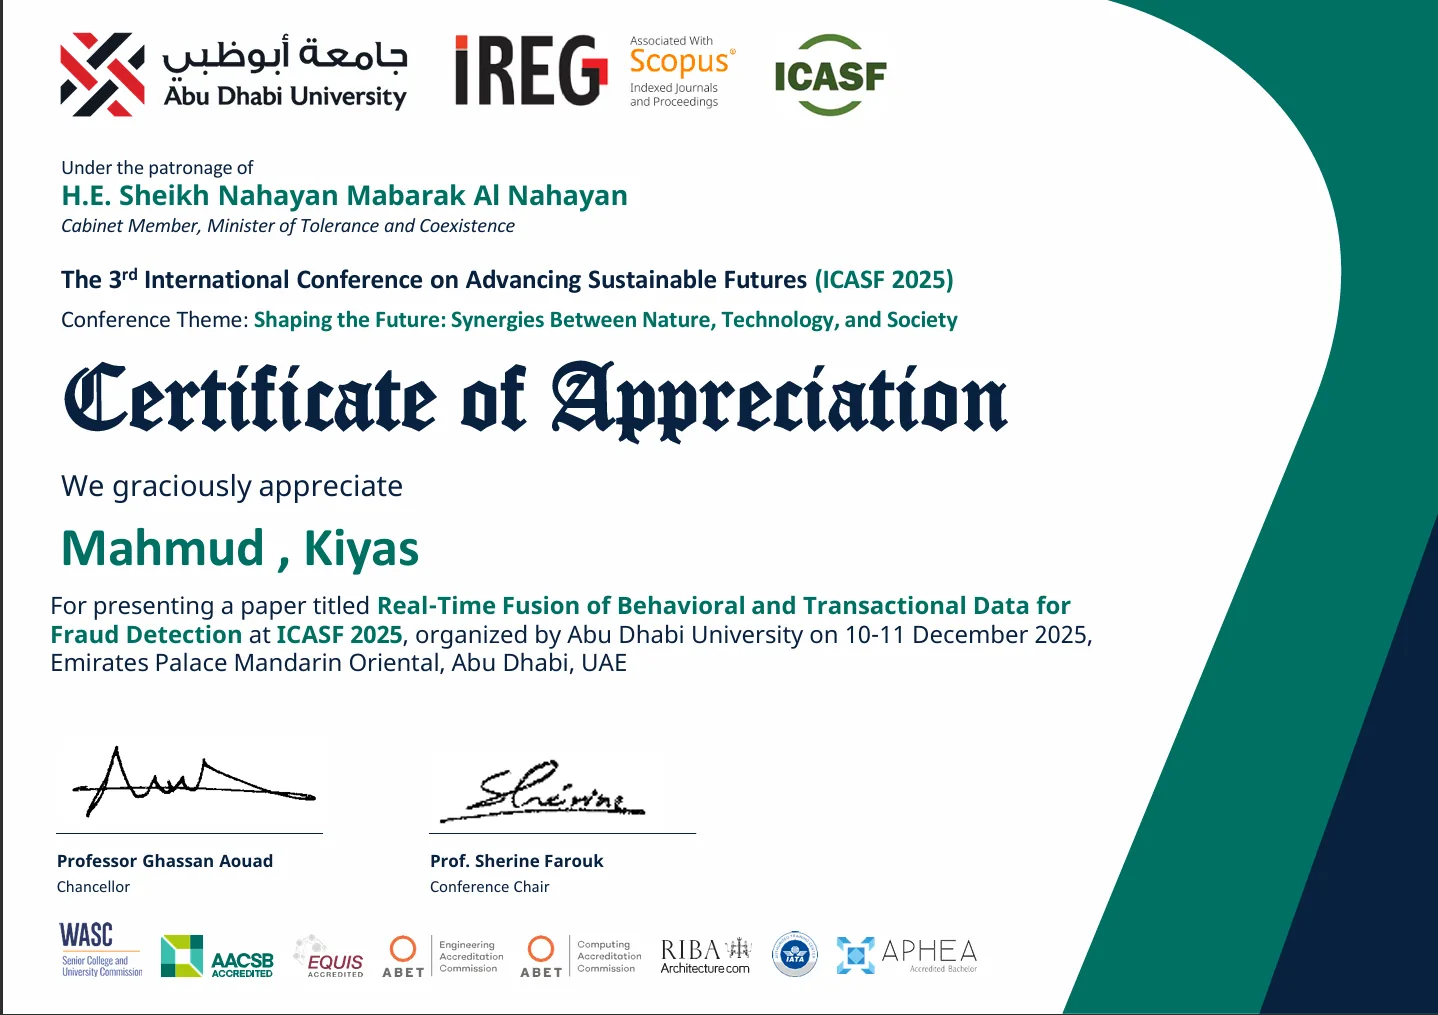 جامعة أبوظبي
Abu Dhabi University
iREG
Associated With
Scopus®
Indexed Journals
and Proceedings
ICASF
Under the patronage of
H.E. Sheikh Nahayan Mabarak Al Nahayan
Cabinet Member, Minister of Tolerance and Coexistence
The 3rd International Conference on Advancing Sustainable Futures (ICASF 2025)
Conference Theme: Shaping the Future: Synergies Between Nature, Technology, and Society
Certificate of Appreciation
We graciously appreciate
Mahmud , Kiyas
For presenting a paper titled Real-Time Fusion of Behavioral and Transactional Data for
Fraud Detection at ICASF 2025, organized by Abu Dhabi University on 10-11 December 2025,
Emirates Palace Mandarin Oriental, Abu Dhabi, UAE
Shérine
Professor Ghassan Aouad
Chancellor
Prof. Sherine Farouk
Conference Chair
WASC
Senior College and
University Commission
AACSB
ACCREDITED
EQUIS
ACCREDITED
ABET
Engineering
Accreditation
Commission
ABET
Computing
Accreditation
Commission
RIBA
Architecture.com
IATA
APHEA
Accredited Bachelor